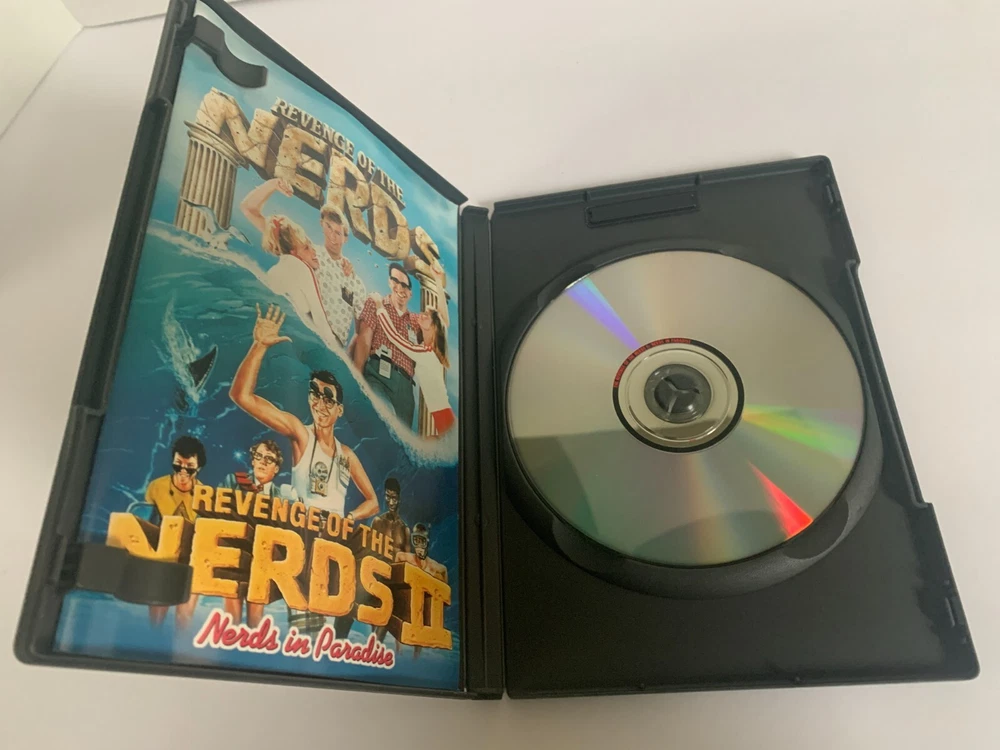 REVENGE OF THE
NERDS
REVENGE OF THE
NERDS II
Nerds in Paradise